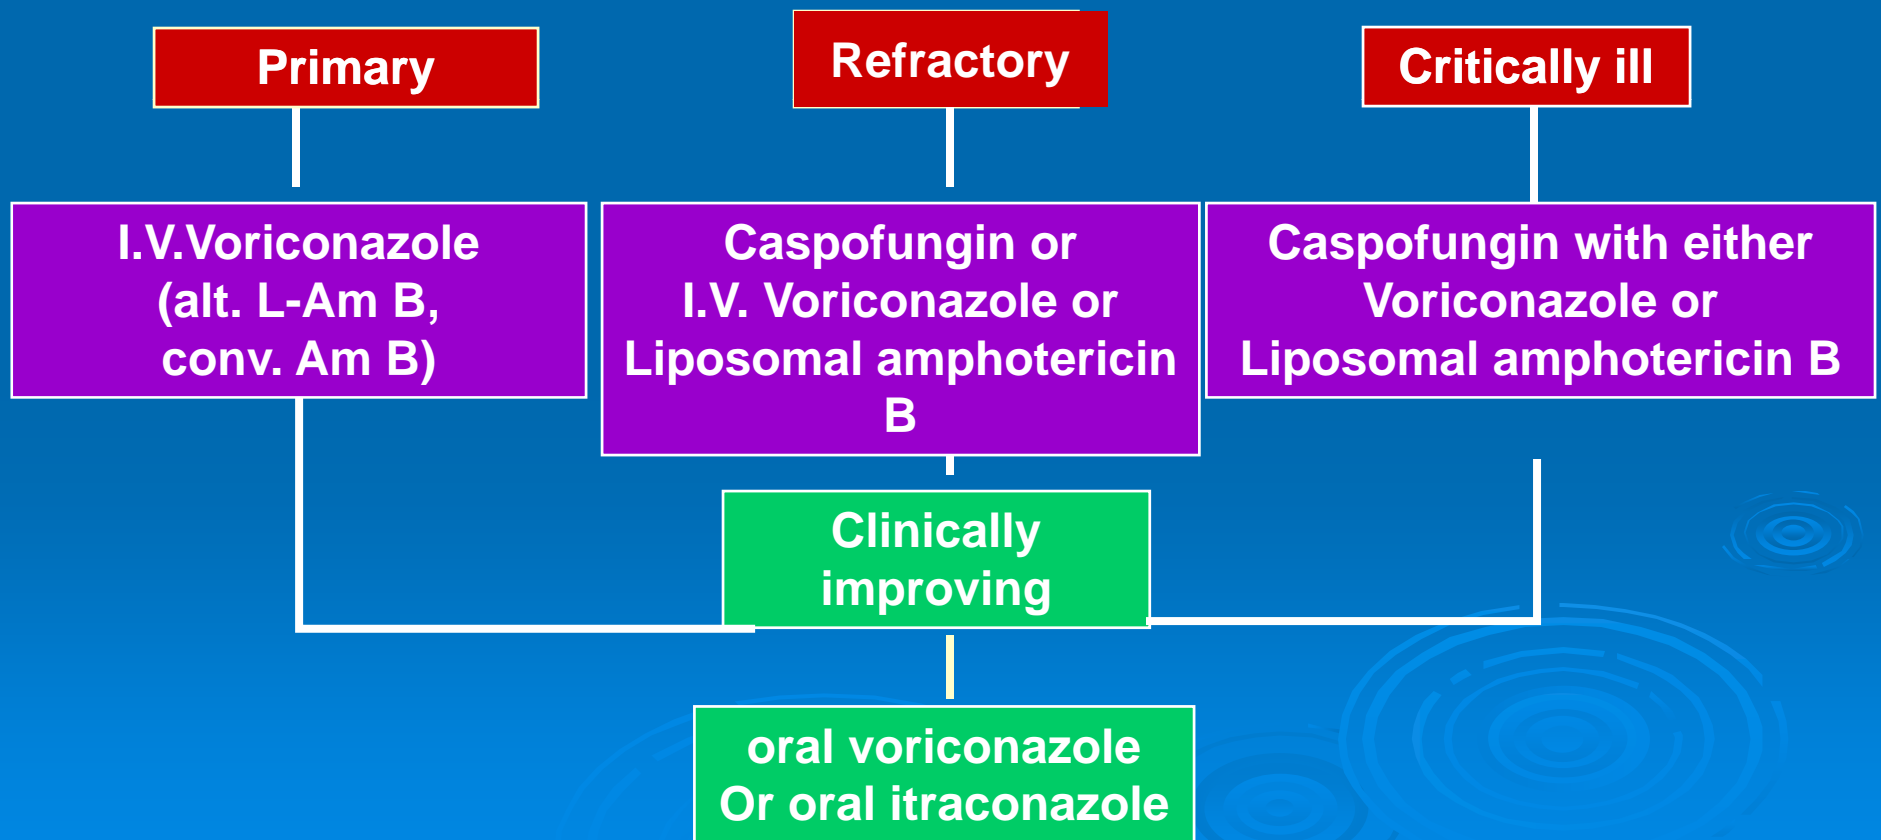 Primary
Refractory
Critically ill
I.V.Voriconazole
(alt. L-Am B,
conv. Am B)
Caspofungin or
I.V. Voriconazole or
Liposomal amphotericin
B
Caspofungin with either
Voriconazole or
Liposomal amphotericin B
Clinically
improving
oral voriconazole
Or oral itraconazole